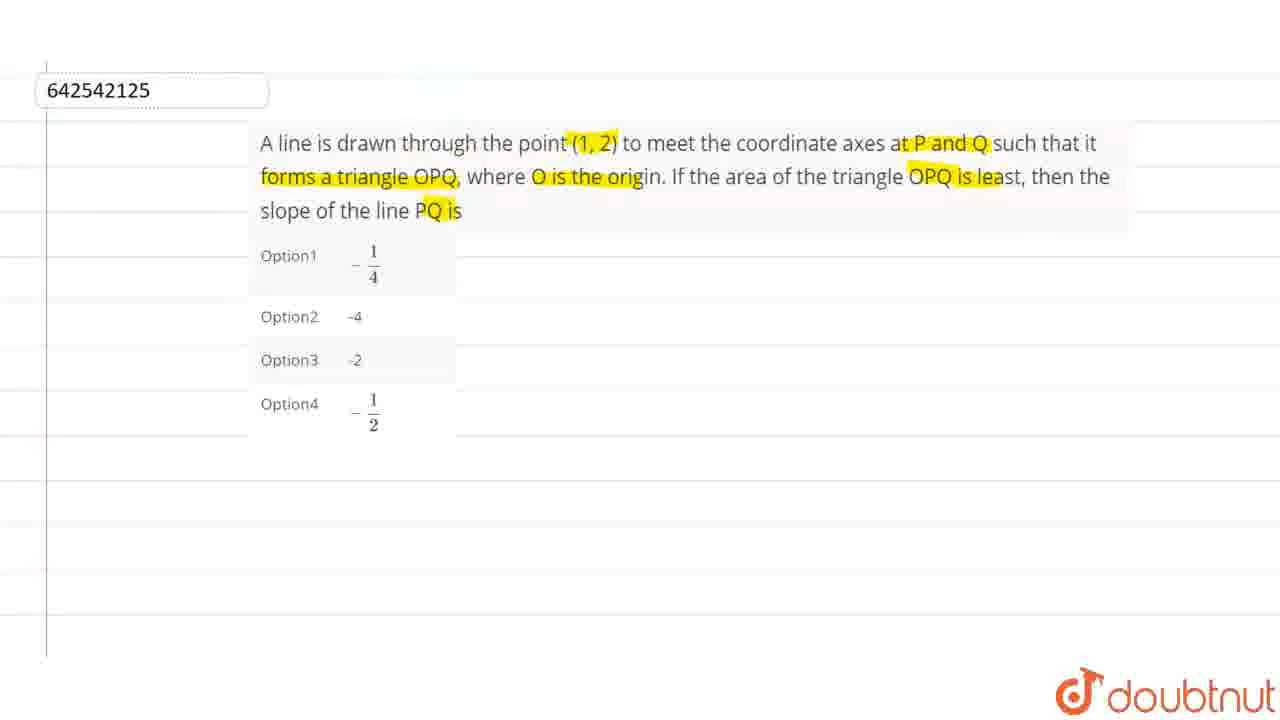 642542125
A line is drawn through the point (1, 2) to meet the coordinate axes at P and Q such that it
forms a triangle OPQ, where O is the origin. If the area of the triangle OPQ is least, then the
slope of the line PQ is
Option1 -1/4
Option2 -4
Option3 -2
Option4 -1/2
doubtnut